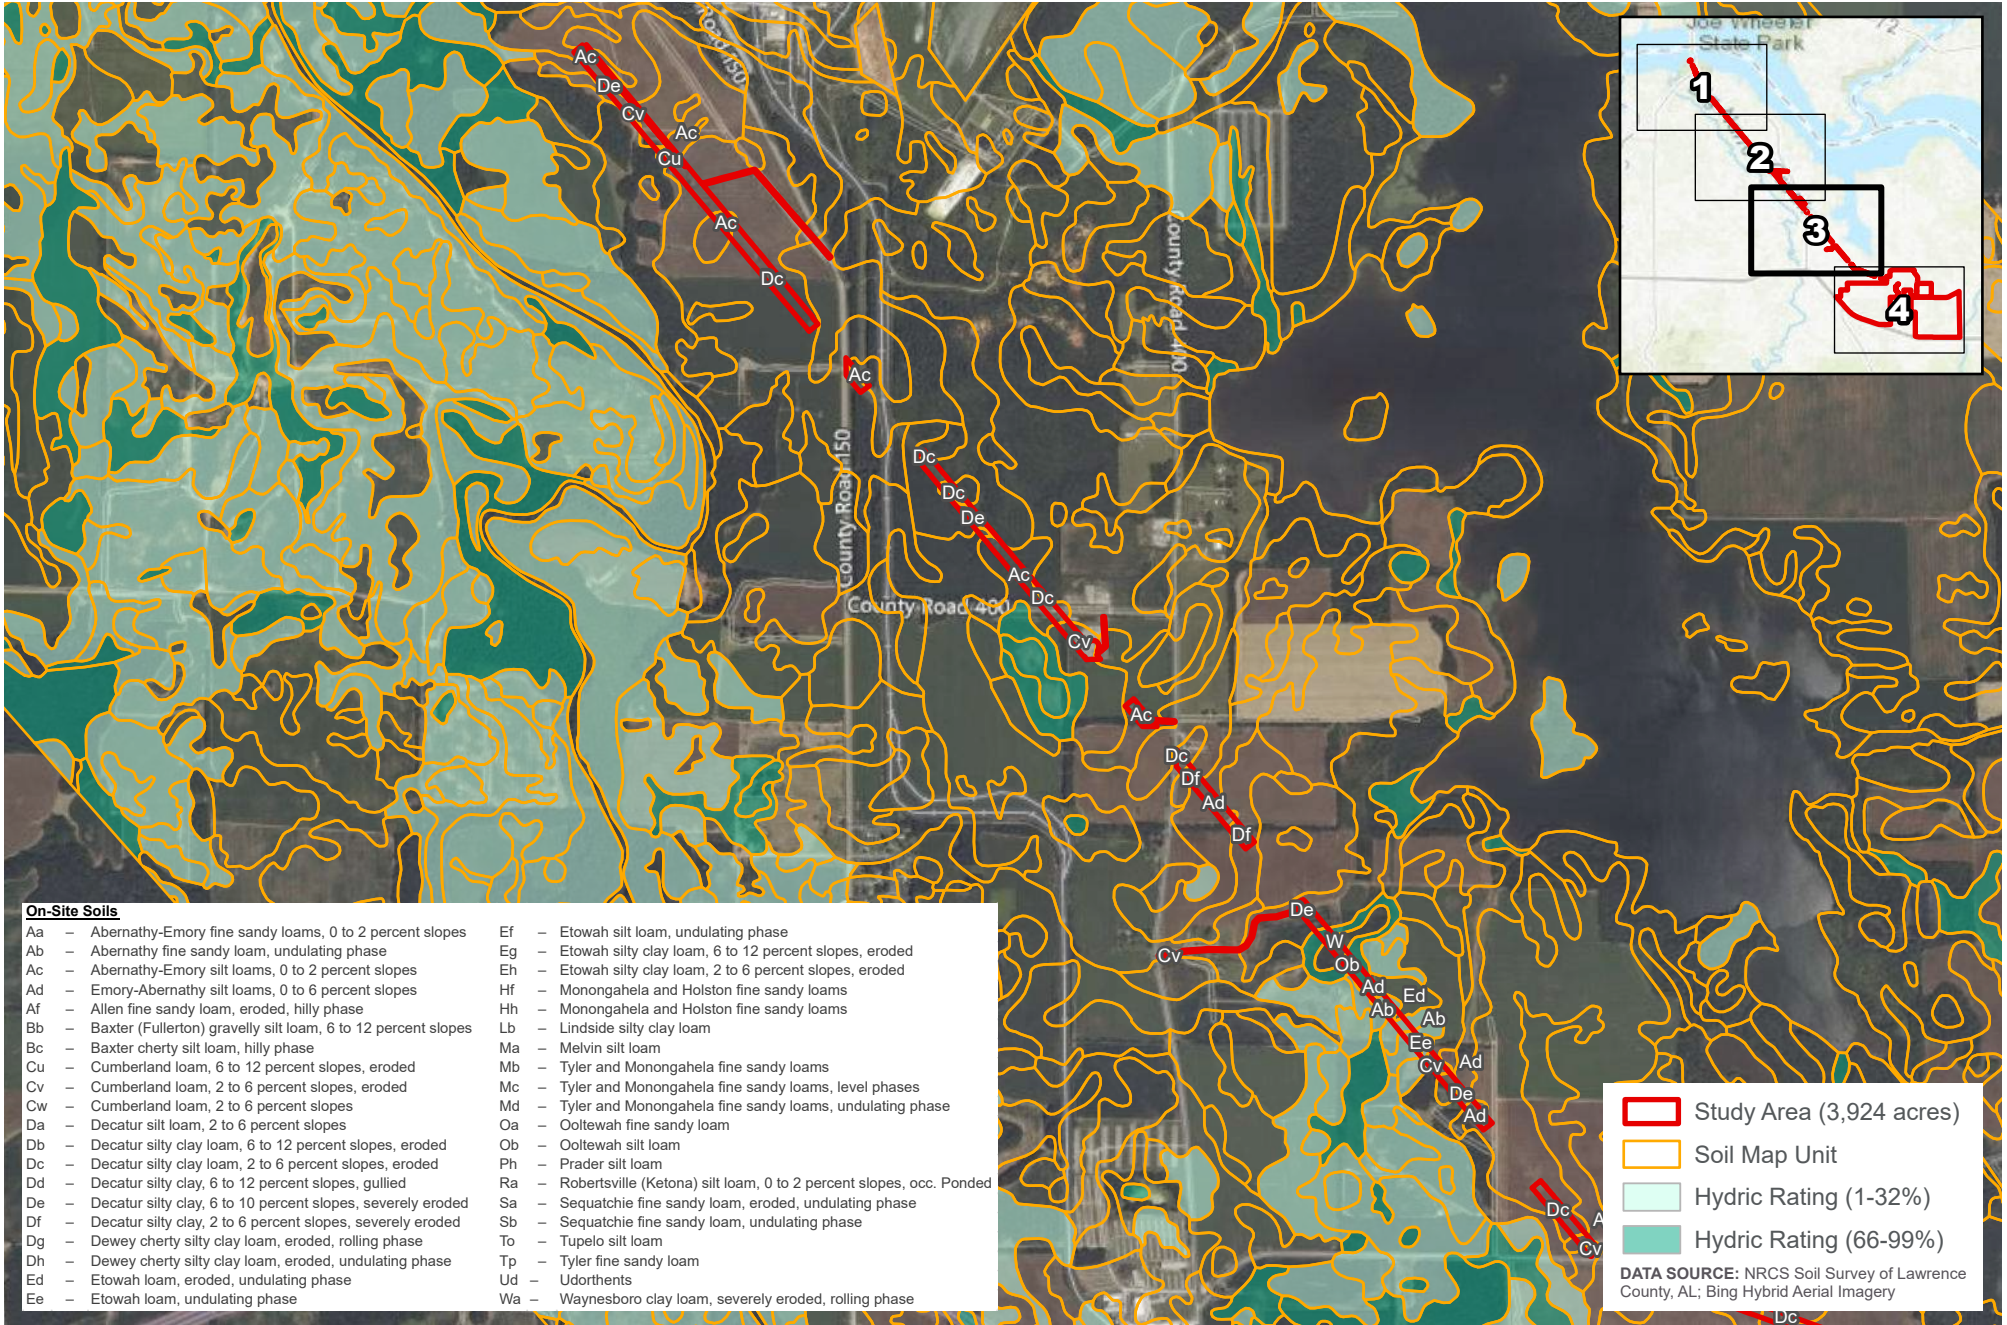 Joe Wheeler
State Park
72
1
2
3
4
Road 150
County Road 400
County Road 150
County Road 400
Ac
De
Cv
Ac
Cu
Ac
Dc
Ac
Dc
Dc
De
Ac
Dc
Cv
Ac
Dc
Df
Ad
Df
De
Cv
W
Ob
Ad
Ed
Ab
Ab
Ee
Cv
Ad
De
Ad
Dc
A
Cv
Dc
On-Site Soils
Aa – Abernathy-Emory fine sandy loams, 0 to 2 percent slopes
Ab – Abernathy fine sandy loam, undulating phase
Ac – Abernathy-Emory silt loams, 0 to 2 percent slopes
Ad – Emory-Abernathy silt loams, 0 to 6 percent slopes
Af – Allen fine sandy loam, eroded, hilly phase
Bb – Baxter (Fullerton) gravelly silt loam, 6 to 12 percent slopes
Bc – Baxter cherty silt loam, hilly phase
Cu – Cumberland loam, 6 to 12 percent slopes, eroded
Cv – Cumberland loam, 2 to 6 percent slopes, eroded
Cw – Cumberland loam, 2 to 6 percent slopes
Da – Decatur silt loam, 2 to 6 percent slopes
Db – Decatur silty clay loam, 6 to 12 percent slopes, eroded
Dc – Decatur silty clay loam, 2 to 6 percent slopes, eroded
Dd – Decatur silty clay, 6 to 12 percent slopes, gullied
De – Decatur silty clay, 6 to 10 percent slopes, severely eroded
Df – Decatur silty clay, 2 to 6 percent slopes, severely eroded
Dg – Dewey cherty silty clay loam, eroded, rolling phase
Dh – Dewey cherty silty clay loam, eroded, undulating phase
Ed – Etowah loam, eroded, undulating phase
Ee – Etowah loam, undulating phase
Ef – Etowah silt loam, undulating phase
Eg – Etowah silty clay loam, 6 to 12 percent slopes, eroded
Eh – Etowah silty clay loam, 2 to 6 percent slopes, eroded
Hf – Monongahela and Holston fine sandy loams
Hh – Monongahela and Holston fine sandy loams
Lb – Lindside silty clay loam
Ma – Melvin silt loam
Mb – Tyler and Monongahela fine sandy loams
Mc – Tyler and Monongahela fine sandy loams, level phases
Md – Tyler and Monongahela fine sandy loams, undulating phase
Oa – Ooltewah fine sandy loam
Ob – Ooltewah silt loam
Ph – Prader silt loam
Ra – Robertsville (Ketona) silt loam, 0 to 2 percent slopes, occ. Ponded
Sa – Sequatchie fine sandy loam, eroded, undulating phase
Sb – Sequatchie fine sandy loam, undulating phase
To – Tupelo silt loam
Tp – Tyler fine sandy loam
Ud – Udorthents
Wa – Waynesboro clay loam, severely eroded, rolling phase
Study Area (3,924 acres)
Soil Map Unit
Hydric Rating (1-32%)
Hydric Rating (66-99%)
DATA SOURCE: NRCS Soil Survey of Lawrence
County, AL; Bing Hybrid Aerial Imagery